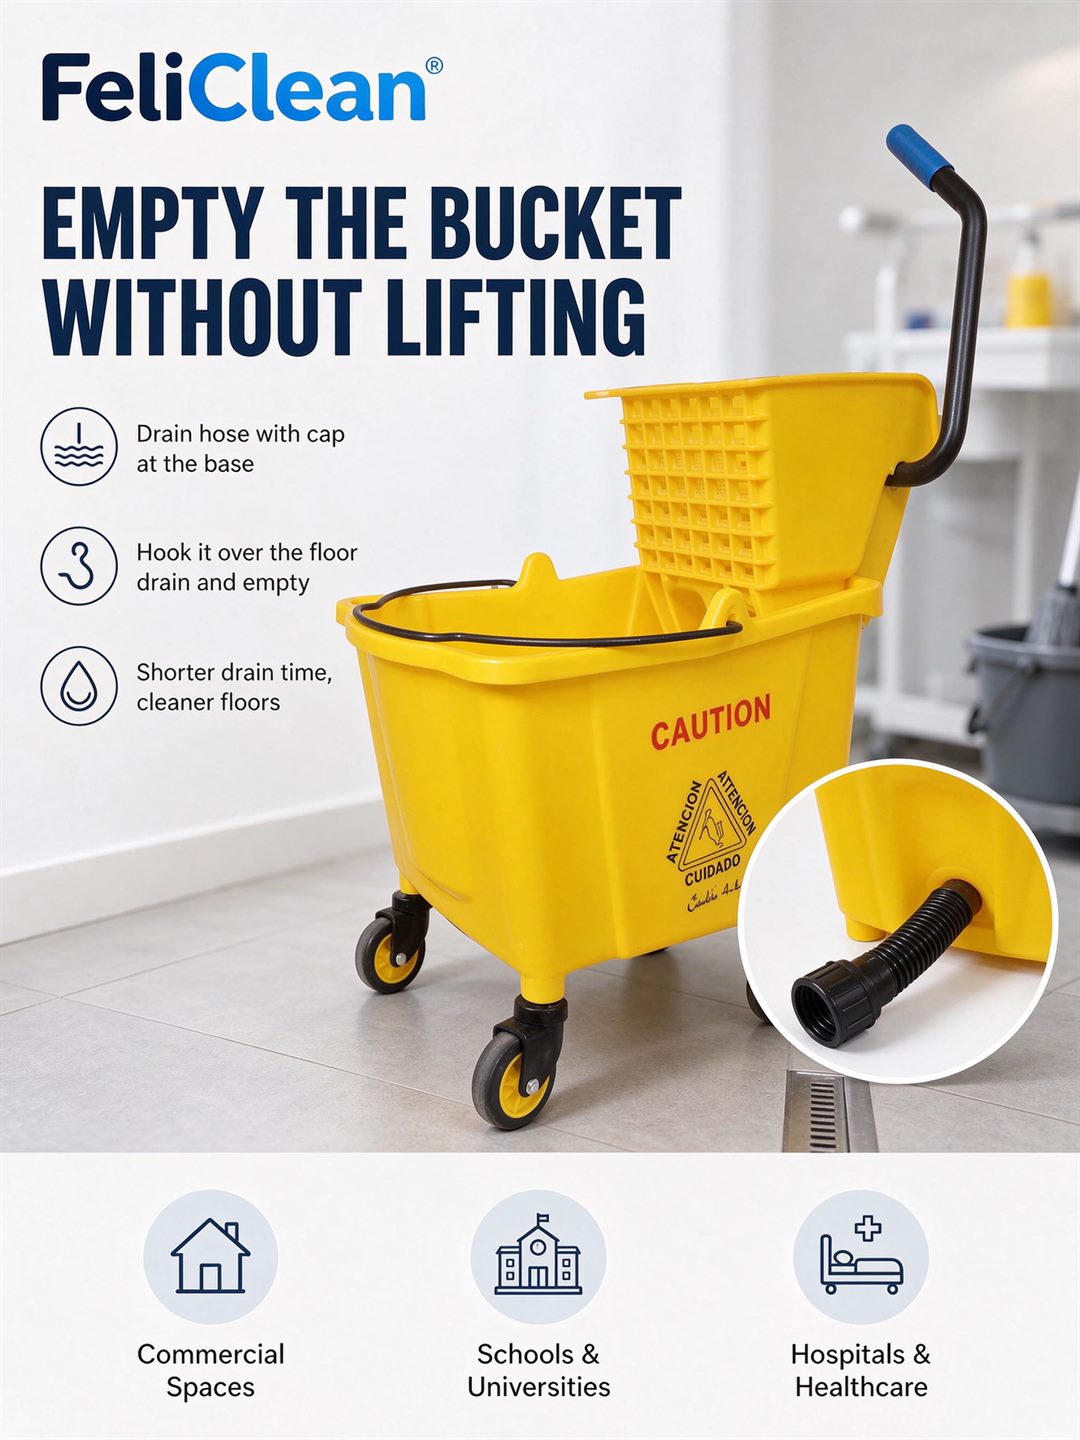 FeliClean®
EMPTY THE BUCKET
WITHOUT LIFTING
Drain hose with cap
at the base
Hook it over the floor
drain and empty
Shorter drain time,
cleaner floors
CAUTION
ATENCION
ATTENCION
CUIDADO
Commercial
Spaces
Schools &
Universities
Hospitals &
Healthcare